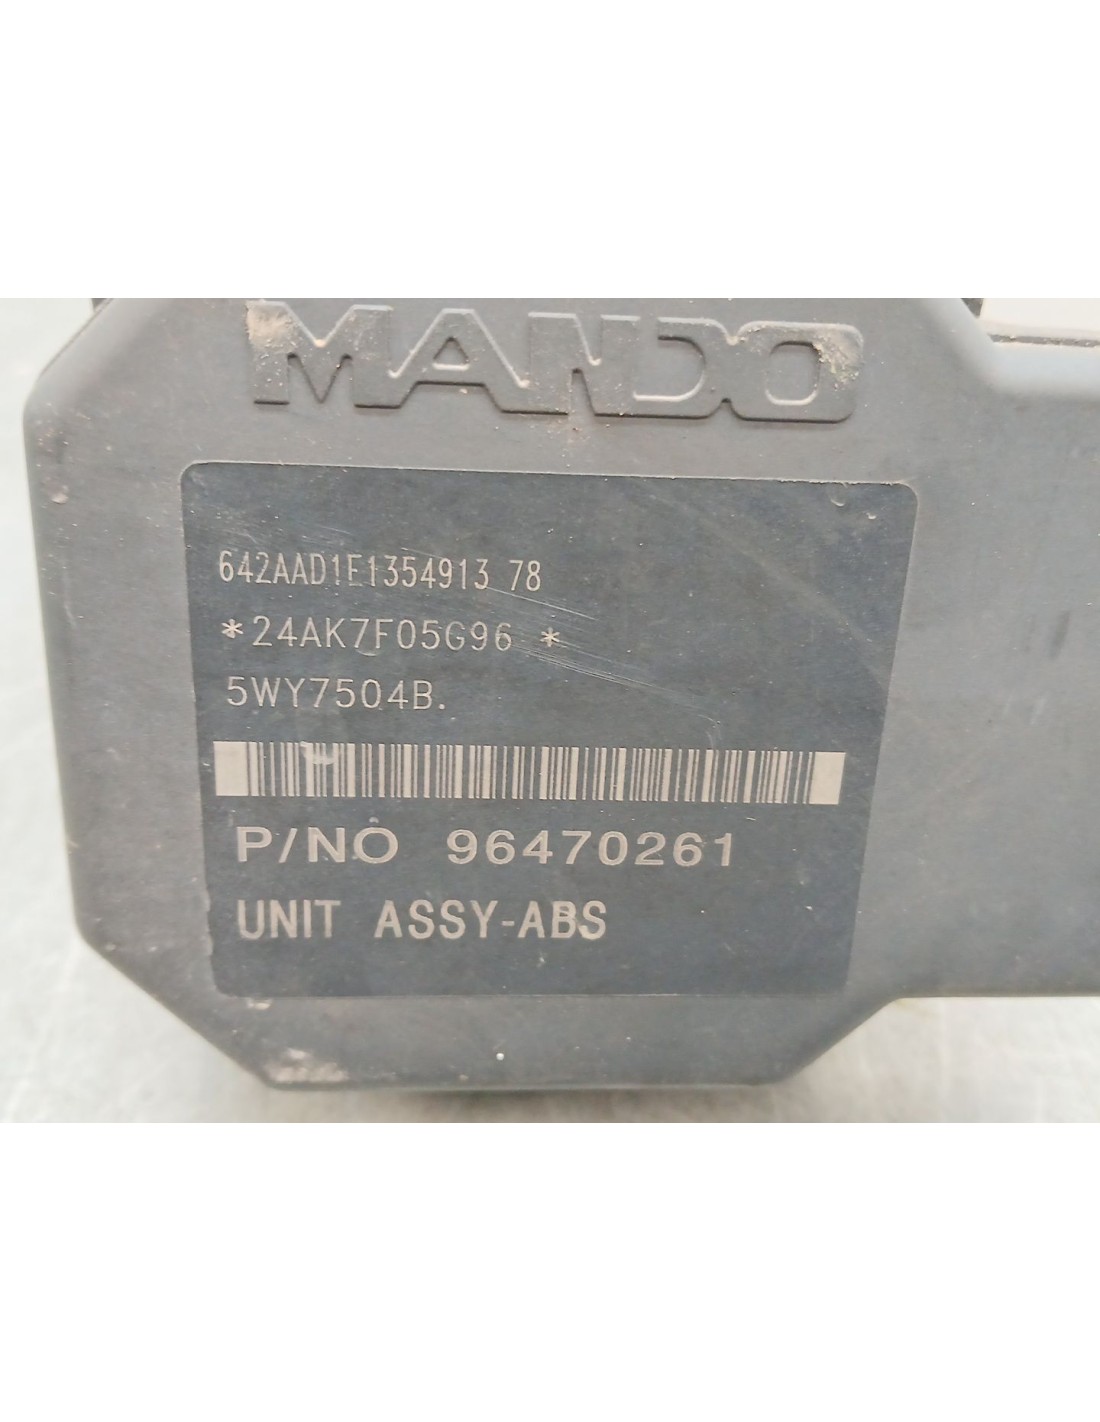 MANDO
642AAD1E1354913 78
*24AK7F05G96 *
5WY7504B.
P/NO 96470261
UNIT ASSY-ABS